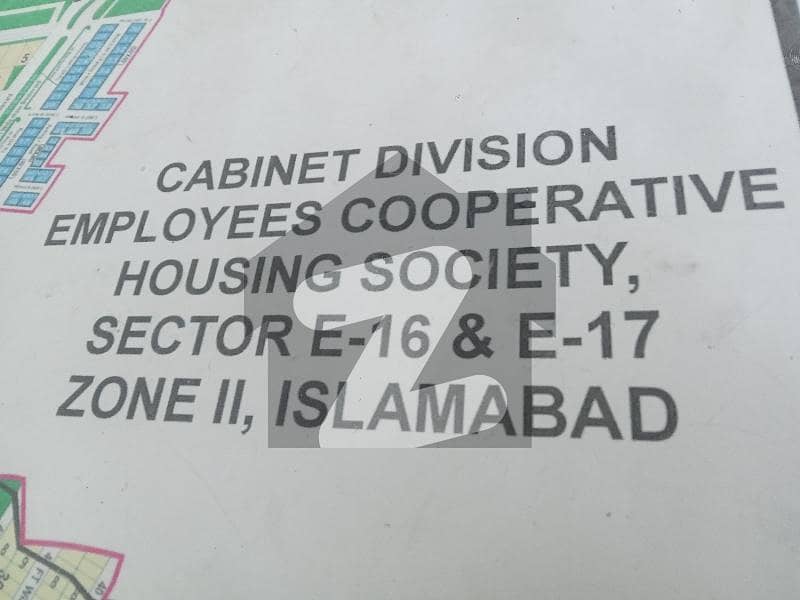 CABINET DIVISION
EMPLOYEES COOPERATIVE
HOUSING SOCIETY,
SECTOR E-16 & E-17
ZONE II, ISLAMABAD